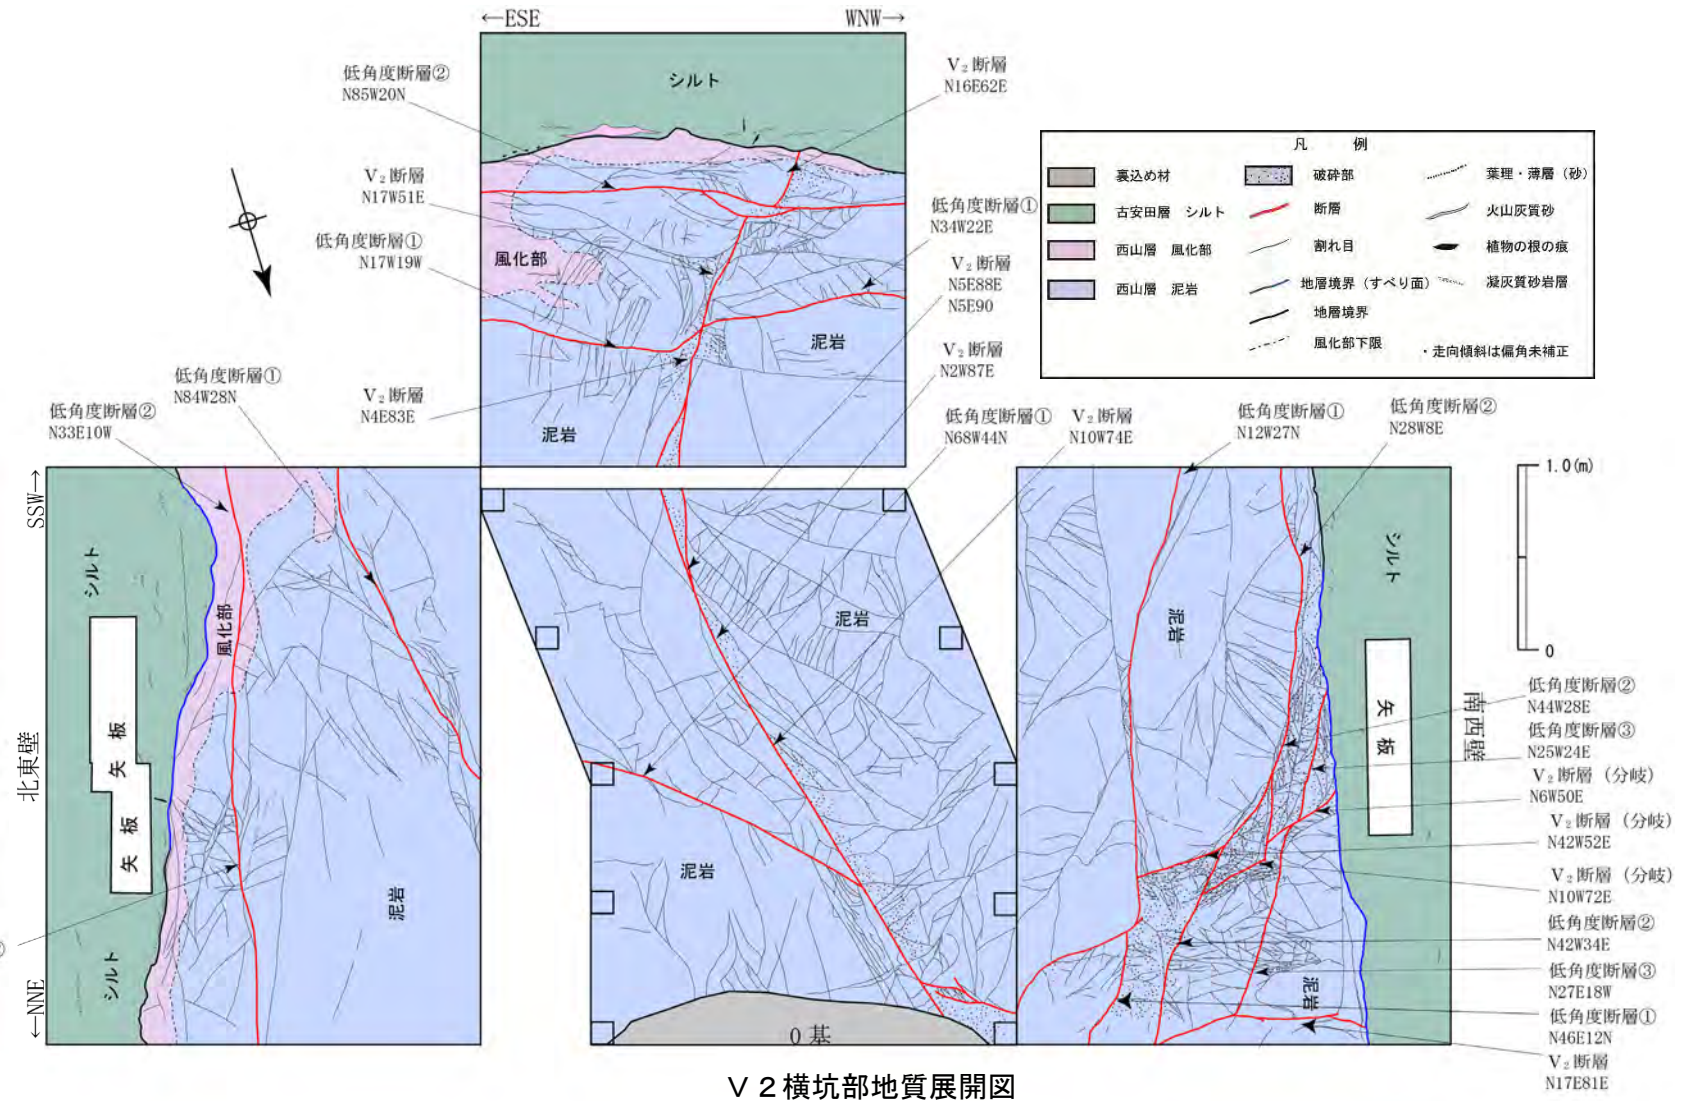 ←ESE
WNW→
低角度断層②
N85W20N
V₂断層
N17W51E
低角度断層①
N17W19W
V₂断層
N4E83E
シルト
風化部
泥岩
泥岩
V₂断層
N16E62E
低角度断層①
N34W22E
V₂断層
N5E88E
N5E90
V₂断層
N2W87E
凡 例
裏込め材
古安田層 シルト
西山層 風化部
西山層 泥岩
破砕部
断層
割れ目
地層境界(すべり面)
地層境界
風化部下限
葉理・薄層(砂)
火山灰質砂
植物の根の痕
凝灰質砂岩層
・走向傾斜は偏角未補正
低角度断層②
N33E10W
低角度断層①
N84W28N
SSW→
北東壁
←NNE
シルト
矢板
矢板
シルト
風化部
泥岩
②
低角度断層①
N68W44N
V₂断層
N10W74E
泥岩
泥岩
0基
低角度断層①
N12W27N
低角度断層②
N28W8E
泥岩
シルト
矢板
南西壁
泥岩
1.0(m)
0
低角度断層②
N44W28E
低角度断層③
N25W24E
V₂断層(分岐)
N6W50E
V₂断層(分岐)
N42W52E
V₂断層(分岐)
N10W72E
低角度断層②
N42W34E
低角度断層③
N27E18W
低角度断層①
N46E12N
V₂断層
N17E81E
V2横坑部地質展開図